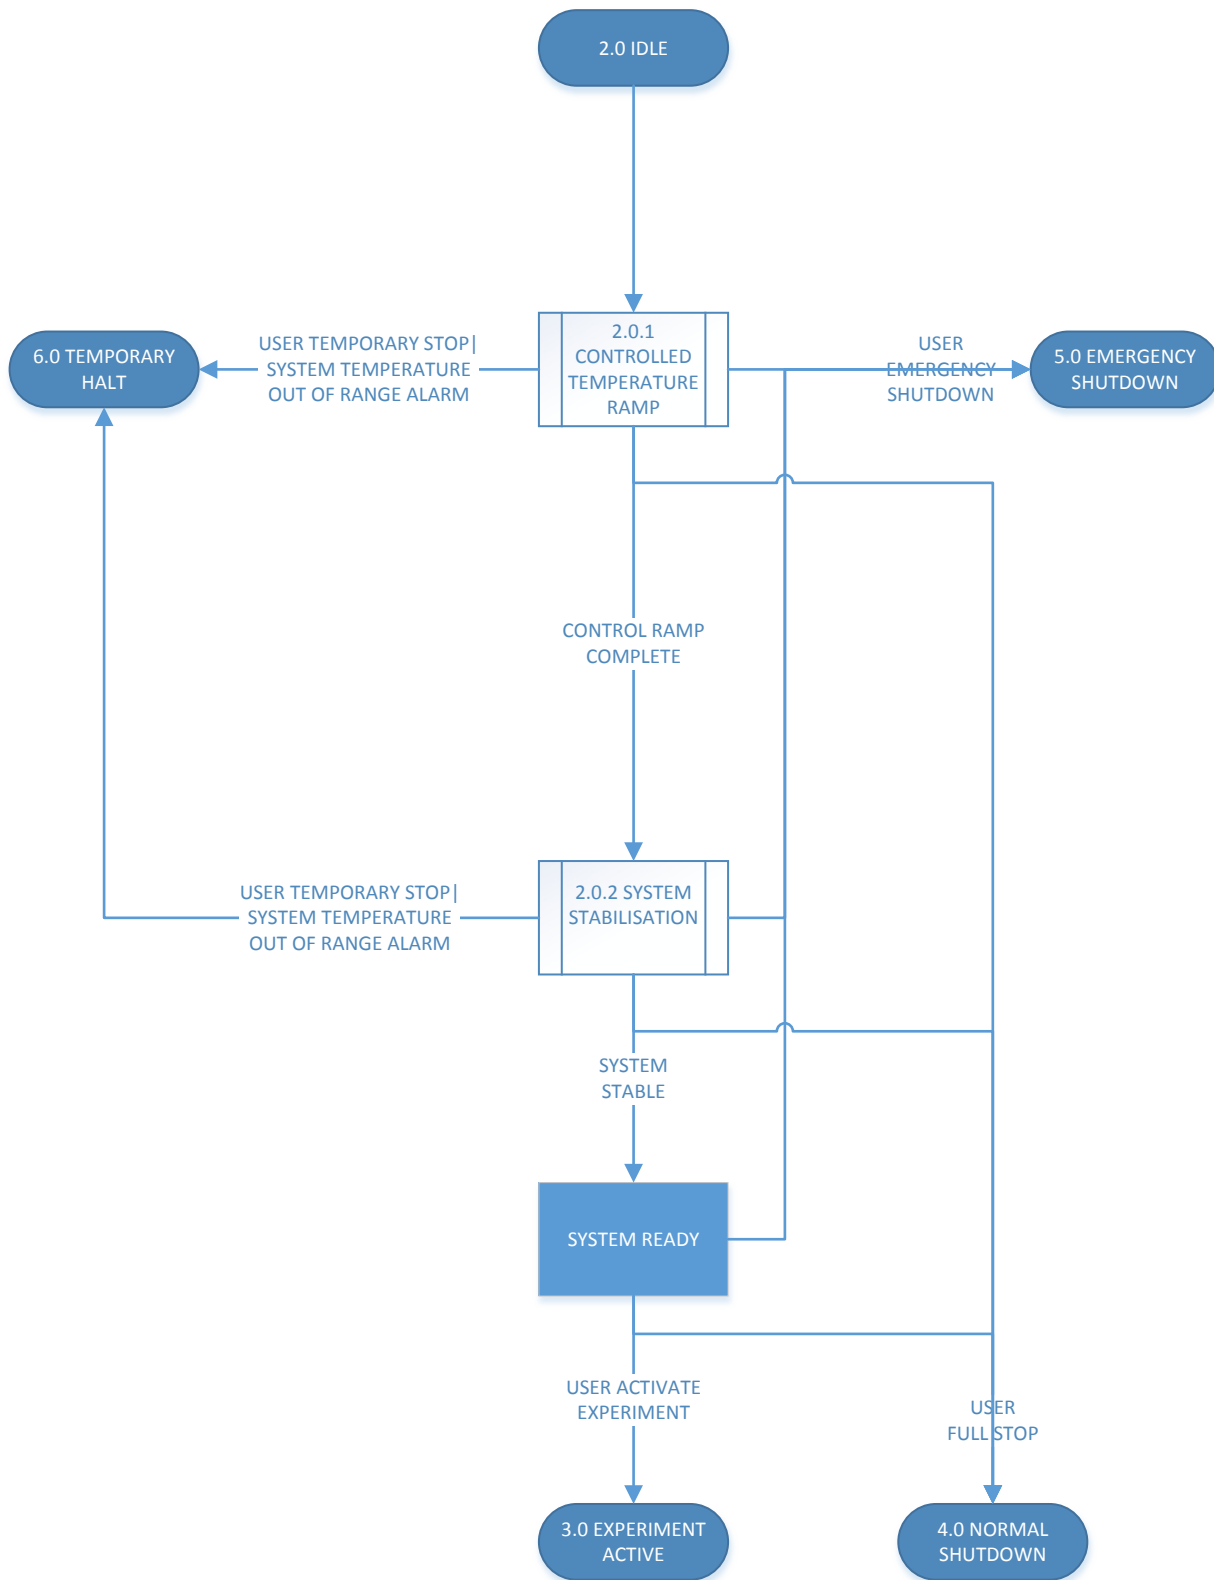 2.0 IDLE
6.0 TEMPORARY
HALT
USER TEMPORARY STOP|
SYSTEM TEMPERATURE
OUT OF RANGE ALARM
2.0.1
CONTROLLED
TEMPERATURE
RAMP
USER
EMERGENCY
SHUTDOWN
5.0 EMERGENCY
SHUTDOWN
CONTROL RAMP
COMPLETE
USER TEMPORARY STOP|
SYSTEM TEMPERATURE
OUT OF RANGE ALARM
2.0.2 SYSTEM
STABILISATION
SYSTEM
STABLE
SYSTEM READY
USER ACTIVATE
EXPERIMENT
USER
FULL STOP
3.0 EXPERIMENT
ACTIVE
4.0 NORMAL
SHUTDOWN